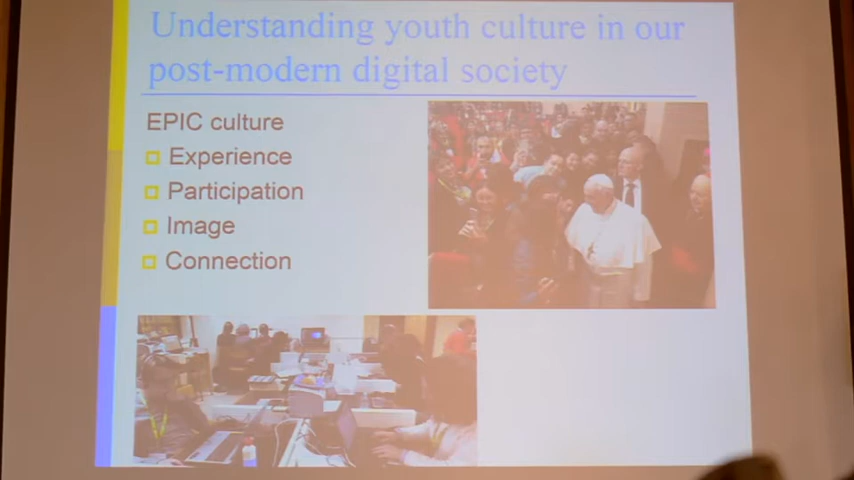 Understanding youth culture in our
post-modern digital society
EPIC culture
Experience
Participation
Image
Connection